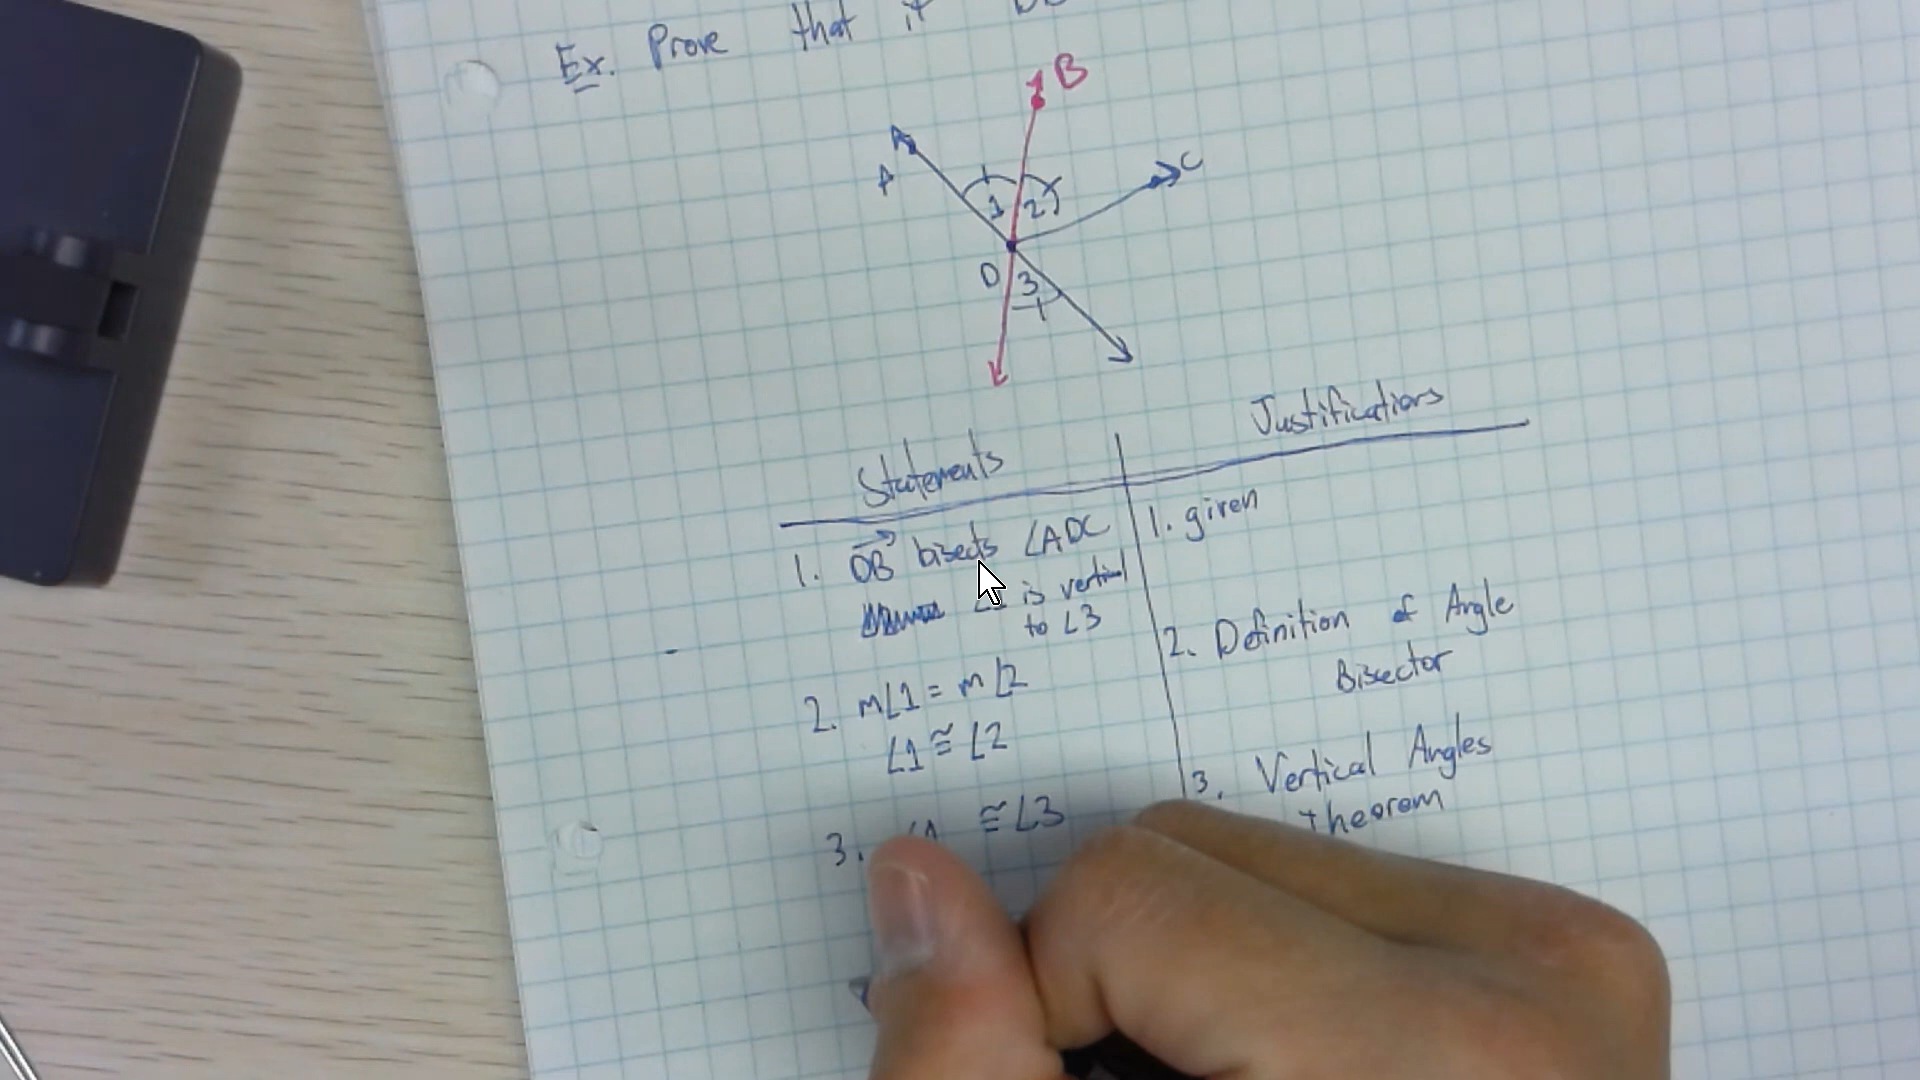 Ex. Prove that if
B
A
C
1 2
D
3
Statements
Justifications
1. DB bisects ∠ADC
1. given
is vertical
to ∠3
2. m∠1 = m∠2
2. Definition of Angle
Bisector
∠1 ≅ ∠2
3. ≅ ∠3
3. Vertical Angles
theorem